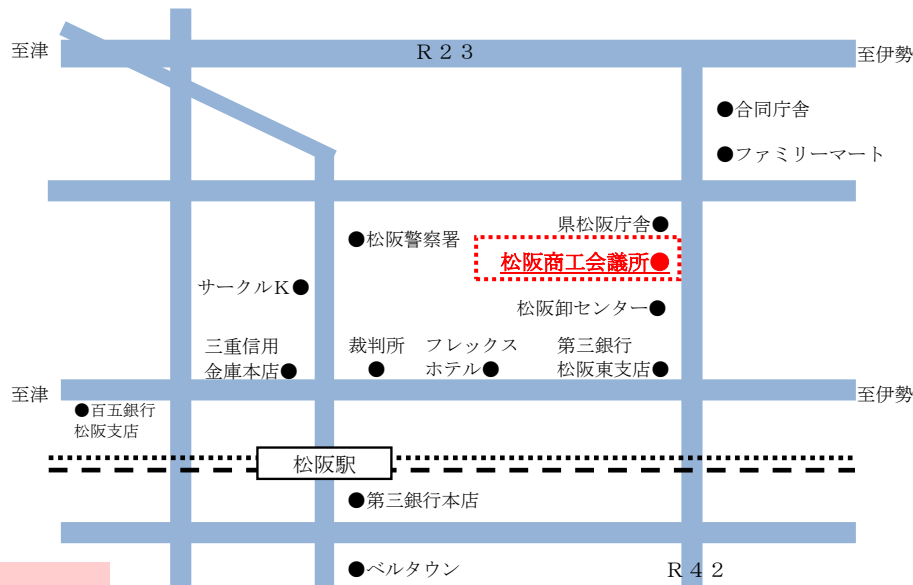 R23
至津
至伊勢
●合同庁舎
●ファミリーマート
県松阪庁舎●
●松阪警察署
松阪商工会議所●
サークルK●
松阪卸センター●
三重信用
金庫本店●
裁判所
●
フレックス
ホテル●
第三銀行
松阪東支店●
至津
至伊勢
●百五銀行
松阪支店
松阪駅
●第三銀行本店
●ベルタウン
R42